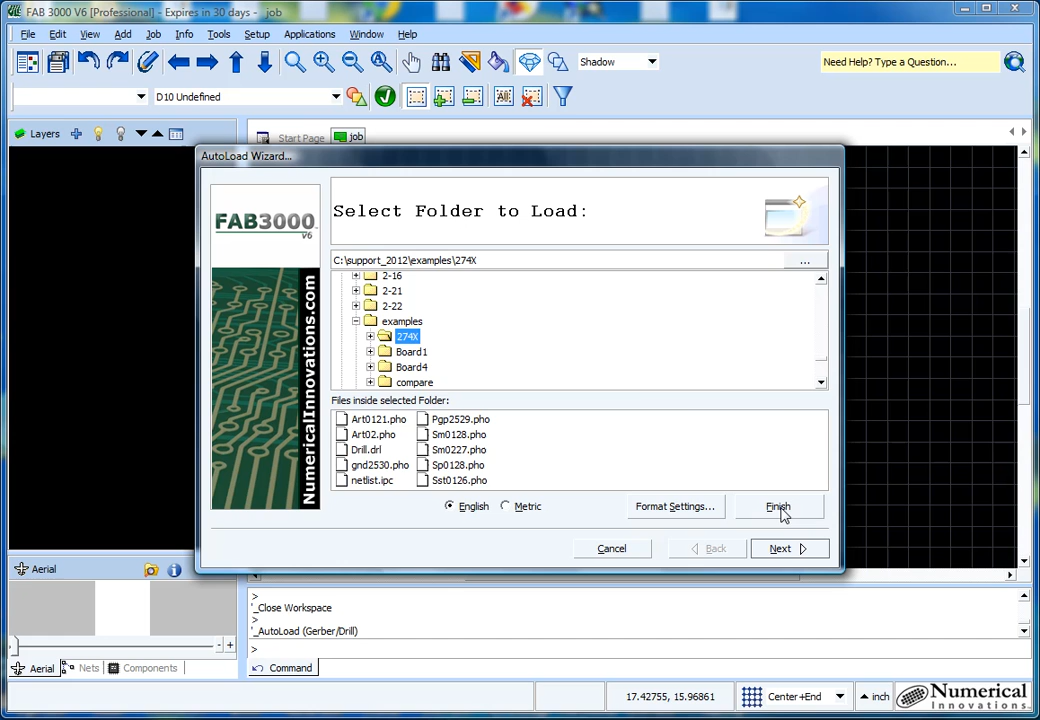 FAB 3000 V6 [Professional] - Expires in 30 days - job
File Edit View Add Job Info Tools Setup Applications Window Help
Shadow
Need Help? Type a Question...
D10 Undefined
All
Layers
Start Page
job
AutoLoad Wizard...
FAB3000
V6
NumericalInnovations.com
Select Folder to Load:
C:\support_2012\examples\274X
...
2-16
2-21
2-22
examples
274X
Board1
Board4
compare
Files inside selected Folder:
Art0121.pho
Art02.pho
Drill.drl
gnd2530.pho
netlist.ipc
Pgp2529.pho
Sm0128.pho
Sm0227.pho
Sp0128.pho
Sst0126.pho
English Metric
Format Settings...
Finish
Cancel
Back
Next
Aerial
>
'_Close Workspace
>
'_AutoLoad (Gerber/Drill)
>
Aerial Nets Components
Command
17.42755, 15.96861
Center+End
inch
Numerical
Innovations®